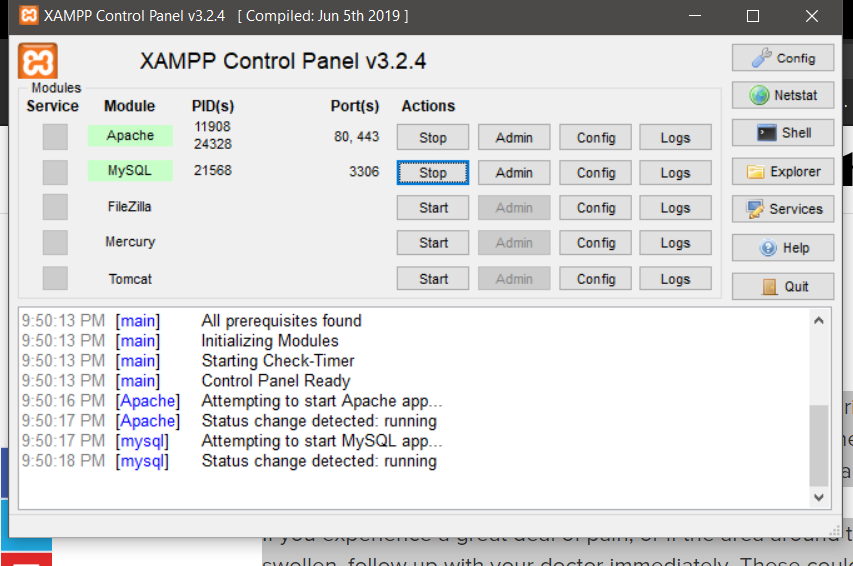 XAMPP Control Panel v3.2.4 [ Compiled: Jun 5th 2019 ]
XAMPP Control Panel v3.2.4
Config
Modules
Service Module PID(s) Port(s) Actions
Netstat
Apache 11908 24328 80, 443 Stop Admin Config Logs
Shell
MySQL 21568 3306 Stop Admin Config Logs
Explorer
FileZilla Start Admin Config Logs
Services
Mercury Start Admin Config Logs
Help
Tomcat Start Admin Config Logs
Quit
9:50:13 PM [main] All prerequisites found
9:50:13 PM [main] Initializing Modules
9:50:13 PM [main] Starting Check-Timer
9:50:13 PM [main] Control Panel Ready
9:50:16 PM [Apache] Attempting to start Apache app...
9:50:17 PM [Apache] Status change detected: running
9:50:17 PM [mysql] Attempting to start MySQL app...
9:50:18 PM [mysql] Status change detected: running
If you experience a great deal of pain, or if the area around
swollen, follow up with your doctor immediately. These